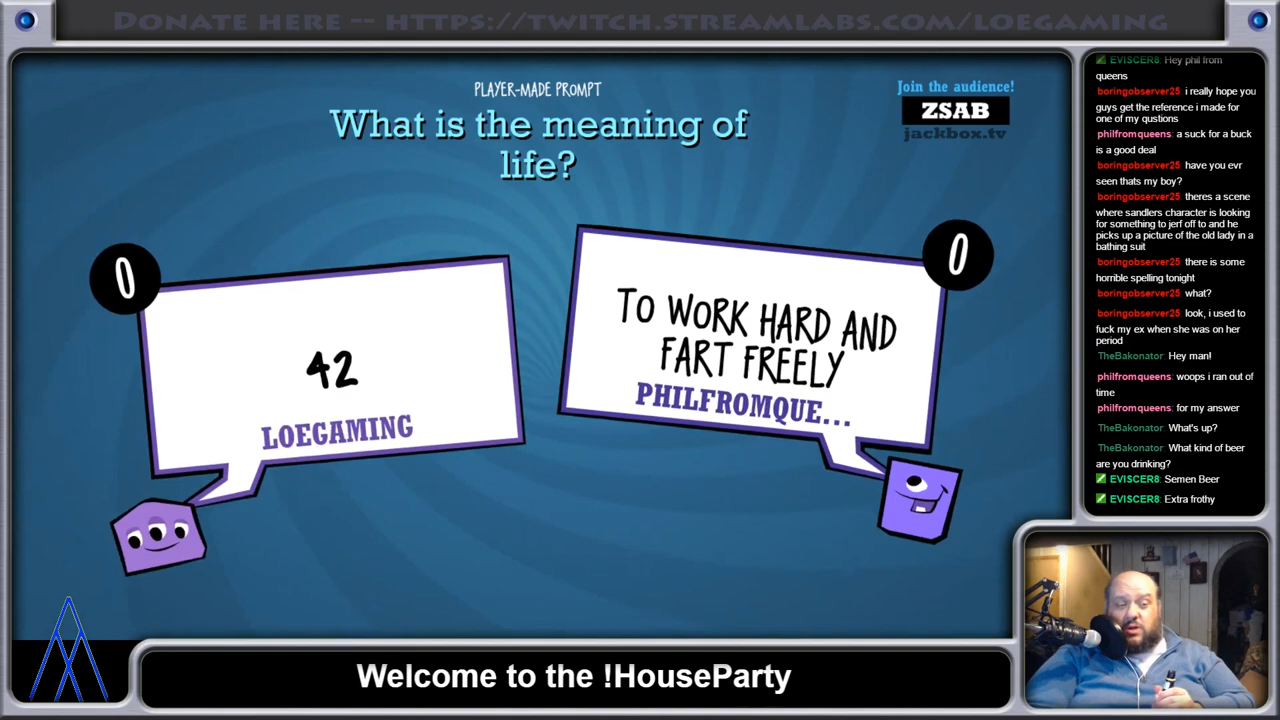 Donate here -- https://twitch.streamlabs.com/loegaming
PLAYER-MADE PROMPT
What is the meaning of
life?
Join the audience!
ZSAB
jackbox.tv
0
42
LOEGAMING
0
TO WORK HARD AND
FART FREELY
PHILFROMQUE...
EVISCER8: Hey phil from
queens
boringobserver25: i really hope you
guys get the reference i made for
one of my qustions
philfromqueens: a suck for a buck
is a good deal
boringobserver25: have you evr
seen thats my boy?
boringobserver25: theres a scene
where sandlers character is looking
for something to jerf off to and he
picks up a picture of the old lady in a
bathing suit
boringobserver25: there is some
horrible spelling tonight
boringobserver25: what?
boringobserver25: look, i used to
fuck my ex when she was on her
period
TheBakonator: Hey man!
philfromqueens: woops i ran out of
time
philfromqueens: for my answer
TheBakonator: What's up?
TheBakonator: What kind of beer
are you drinking?
EVISCER8: Semen Beer
EVISCER8: Extra frothy
Welcome to the !HouseParty